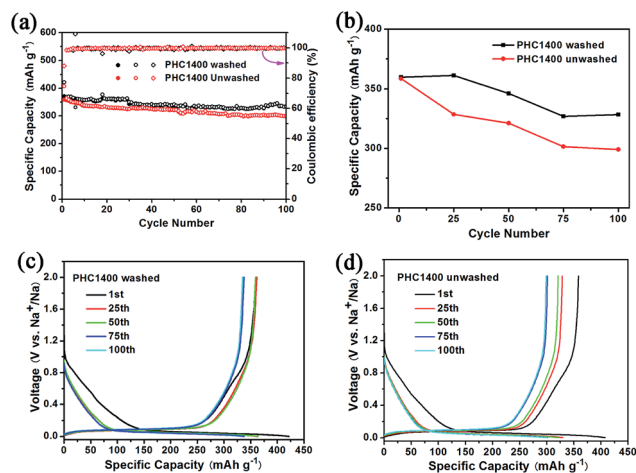 (a)
Specific Capacity (mAh g⁻¹)
600
500
400
300
200
100
0
PHC1400 washed
PHC1400 Unwashed
0 20 40 60 80 100
Cycle Number
100
80
60
40
20
0
Coulombic efficiency (%)
(b)
Specific Capacity (mAh g⁻¹)
400
350
300
250
PHC1400 washed
PHC1400 unwashed
0 25 50 75 100
Cycle Number
(c)
Voltage (V vs. Na⁺/Na)
2.0
1.6
1.2
0.8
0.4
0.0
PHC1400 washed
1st
25th
50th
75th
100th
0 50 100 150 200 250 300 350 400 450
Specific Capacity (mAh g⁻¹)
(d)
Voltage (V vs. Na⁺/Na)
2.0
1.6
1.2
0.8
0.4
0.0
PHC1400 unwashed
1st
25th
50th
75th
100th
0 50 100 150 200 250 300 350 400 450
Specific Capacity (mAh g⁻¹)